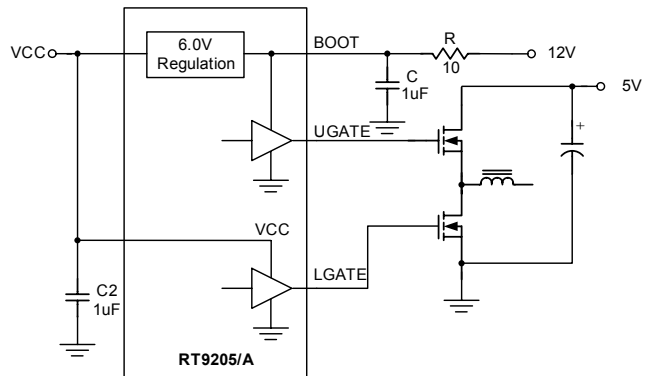 6.0V
Regulation
VCC
BOOT
R
10
12V
C
1uF
5V
+
UGATE
VCC
LGATE
C2
1uF
RT9205/A